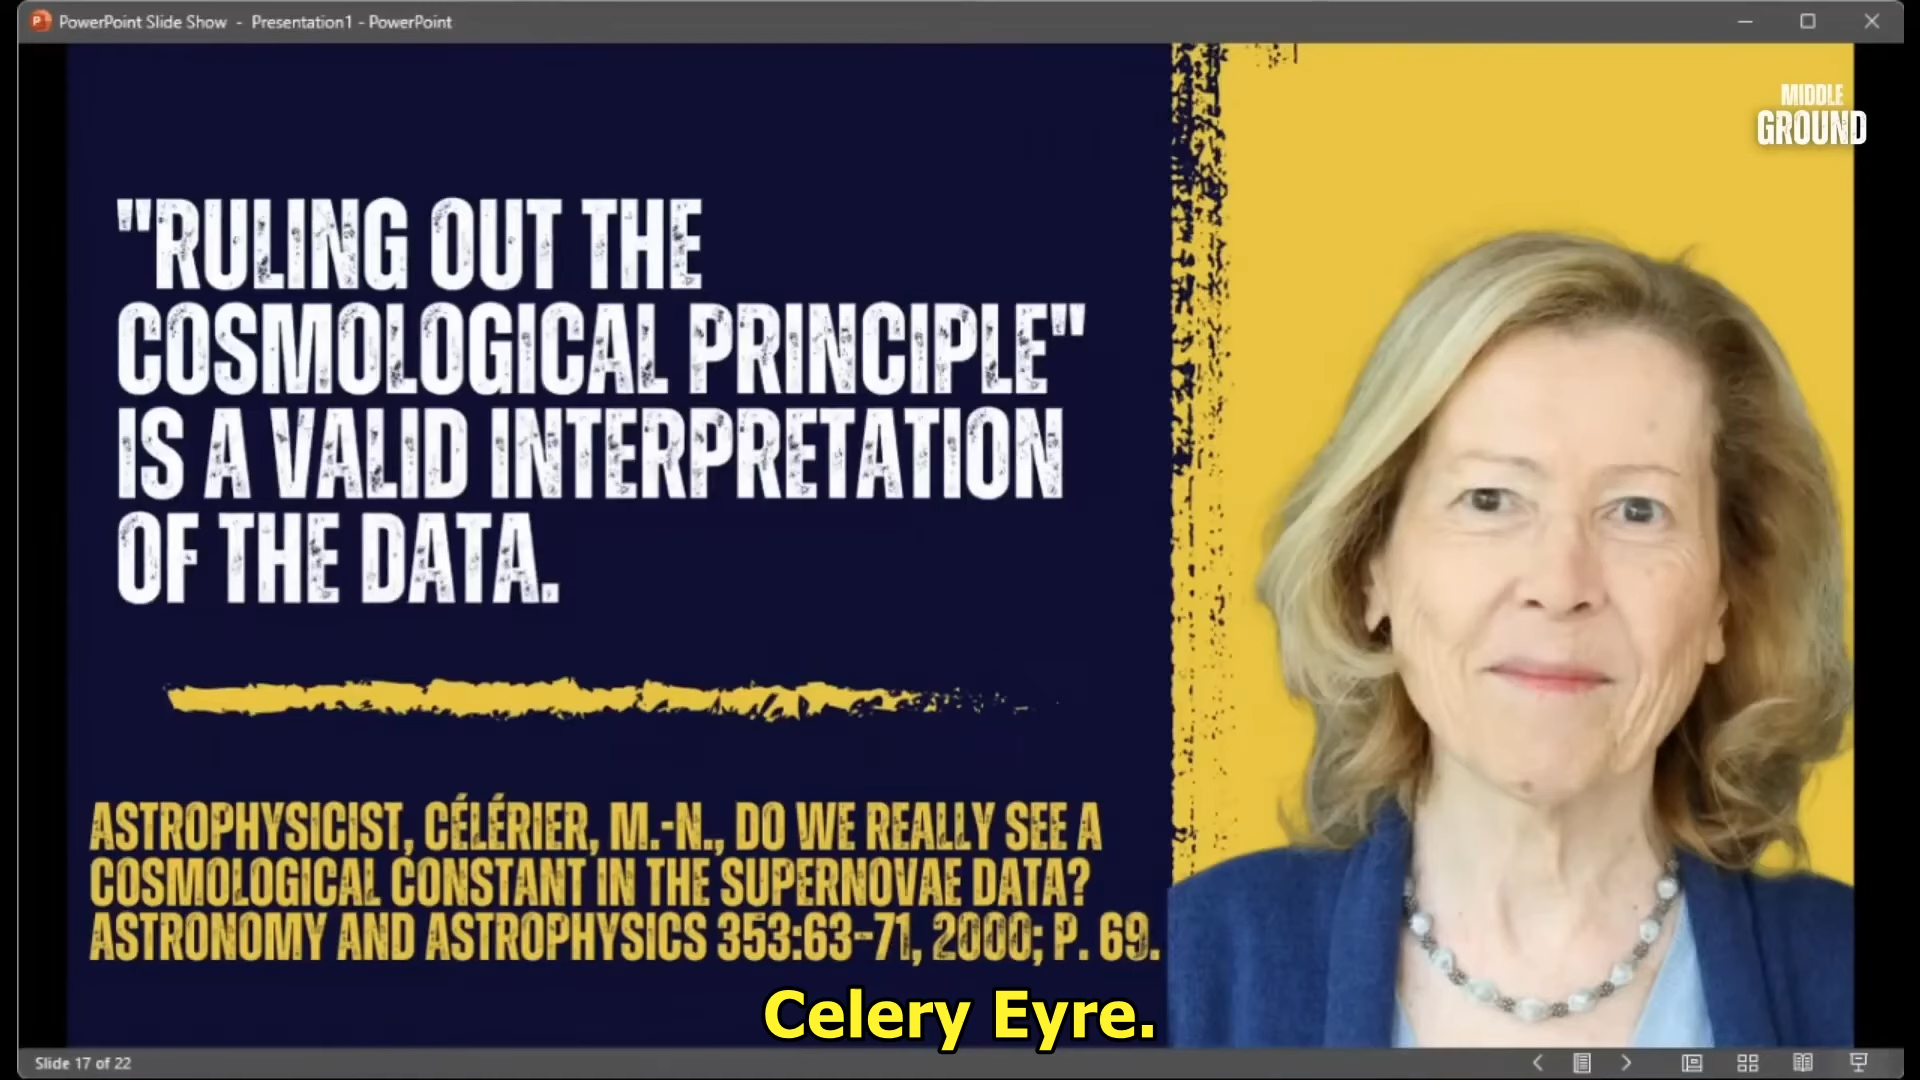 PowerPoint Slide Show - Presentation1 - PowerPoint
MIDDLE
GROUND
"RULING OUT THE
COSMOLOGICAL PRINCIPLE"
IS A VALID INTERPRETATION
OF THE DATA.
ASTROPHYSICIST, CÉLÉRIER, M.-N., DO WE REALLY SEE A
COSMOLOGICAL CONSTANT IN THE SUPERNOVAE DATA?
ASTRONOMY AND ASTROPHYSICS 353:63–71, 2000; P. 69.
Celery Eyre.
Slide 17 of 22